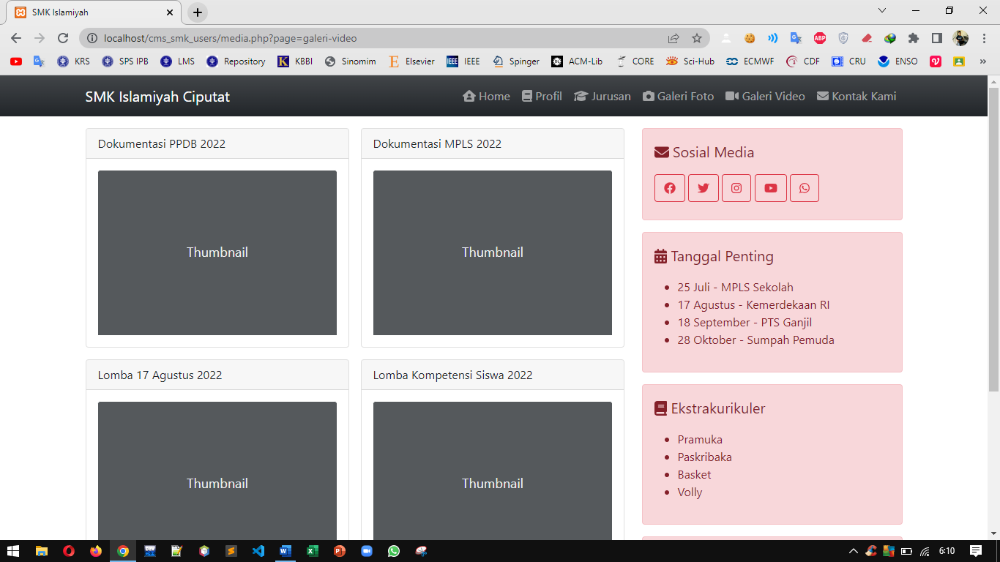 SMK Islamiyah
localhost/cms_smk_users/media.php?page=galeri-video
ABP
KRS SPS IPB LMS Repository KBBI Sinomim Elsevier IEEE IEEE Spinger ACM-Lib CORE Sci-Hub ECMWF CDF CRU ENSO »
SMK Islamiyah Ciputat Home Profil Jurusan Galeri Foto Galeri Video Kontak Kami
Dokumentasi PPDB 2022
Thumbnail
Dokumentasi MPLS 2022
Thumbnail
Lomba 17 Agustus 2022
Thumbnail
Lomba Kompetensi Siswa 2022
Thumbnail
Sosial Media
Tanggal Penting
25 Juli - MPLS Sekolah
17 Agustus - Kemerdekaan RI
18 September - PTS Ganjil
28 Oktober - Sumpah Pemuda
Ekstrakurikuler
Pramuka
Paskribaka
Basket
Volly
6:10